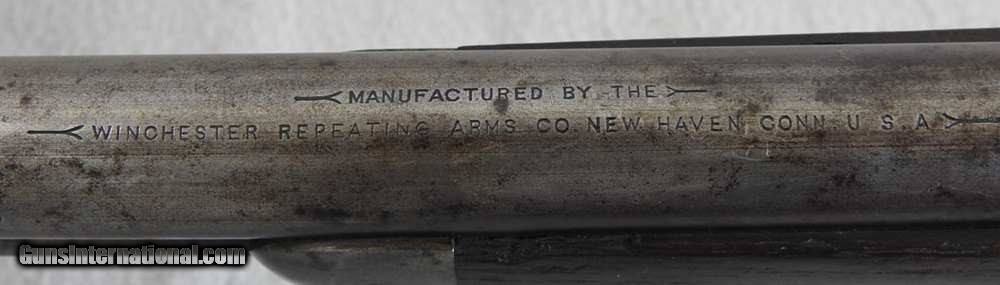 MANUFACTURED BY THE
WINCHESTER REPEATING ARMS CO. NEW HAVEN CONN. U.S.A.
GunsInternational.com